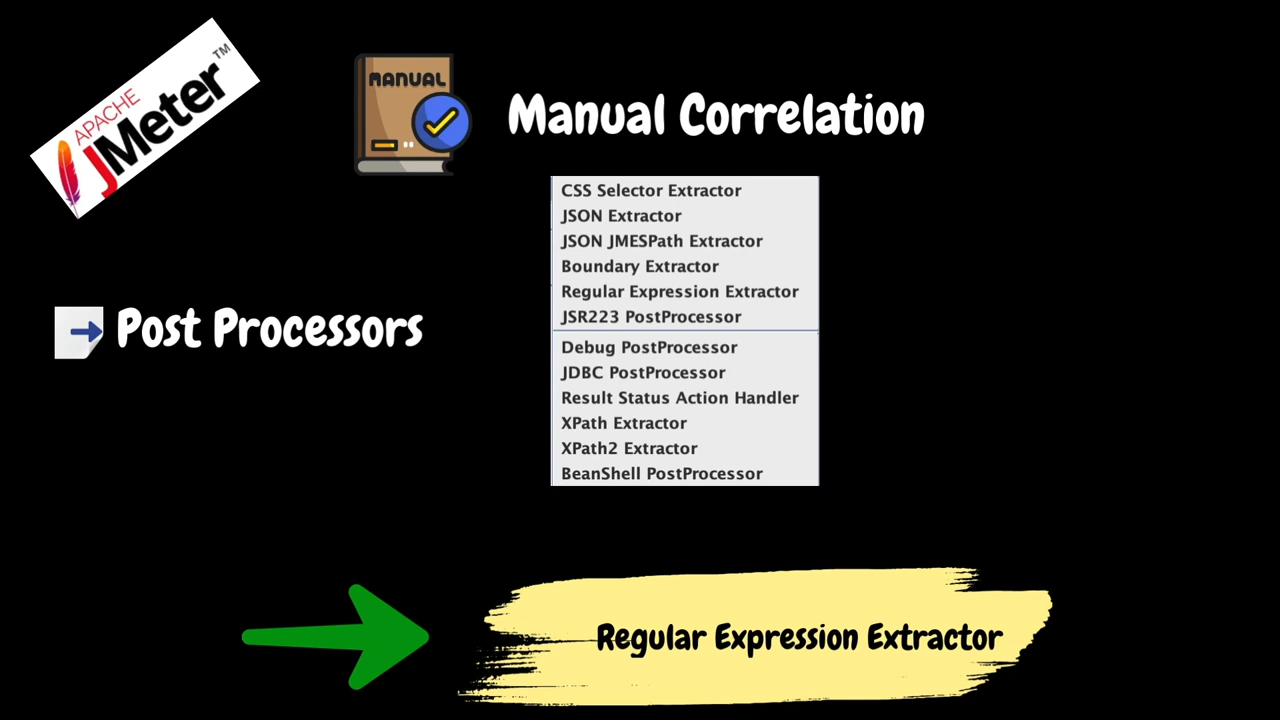 APACHE
JMeter™
MANUAL
Manual Correlation
CSS Selector Extractor
JSON Extractor
JSON JMESPath Extractor
Boundary Extractor
Regular Expression Extractor
JSR223 PostProcessor
Debug PostProcessor
JDBC PostProcessor
Result Status Action Handler
XPath Extractor
XPath2 Extractor
BeanShell PostProcessor
Post Processors
Regular Expression Extractor